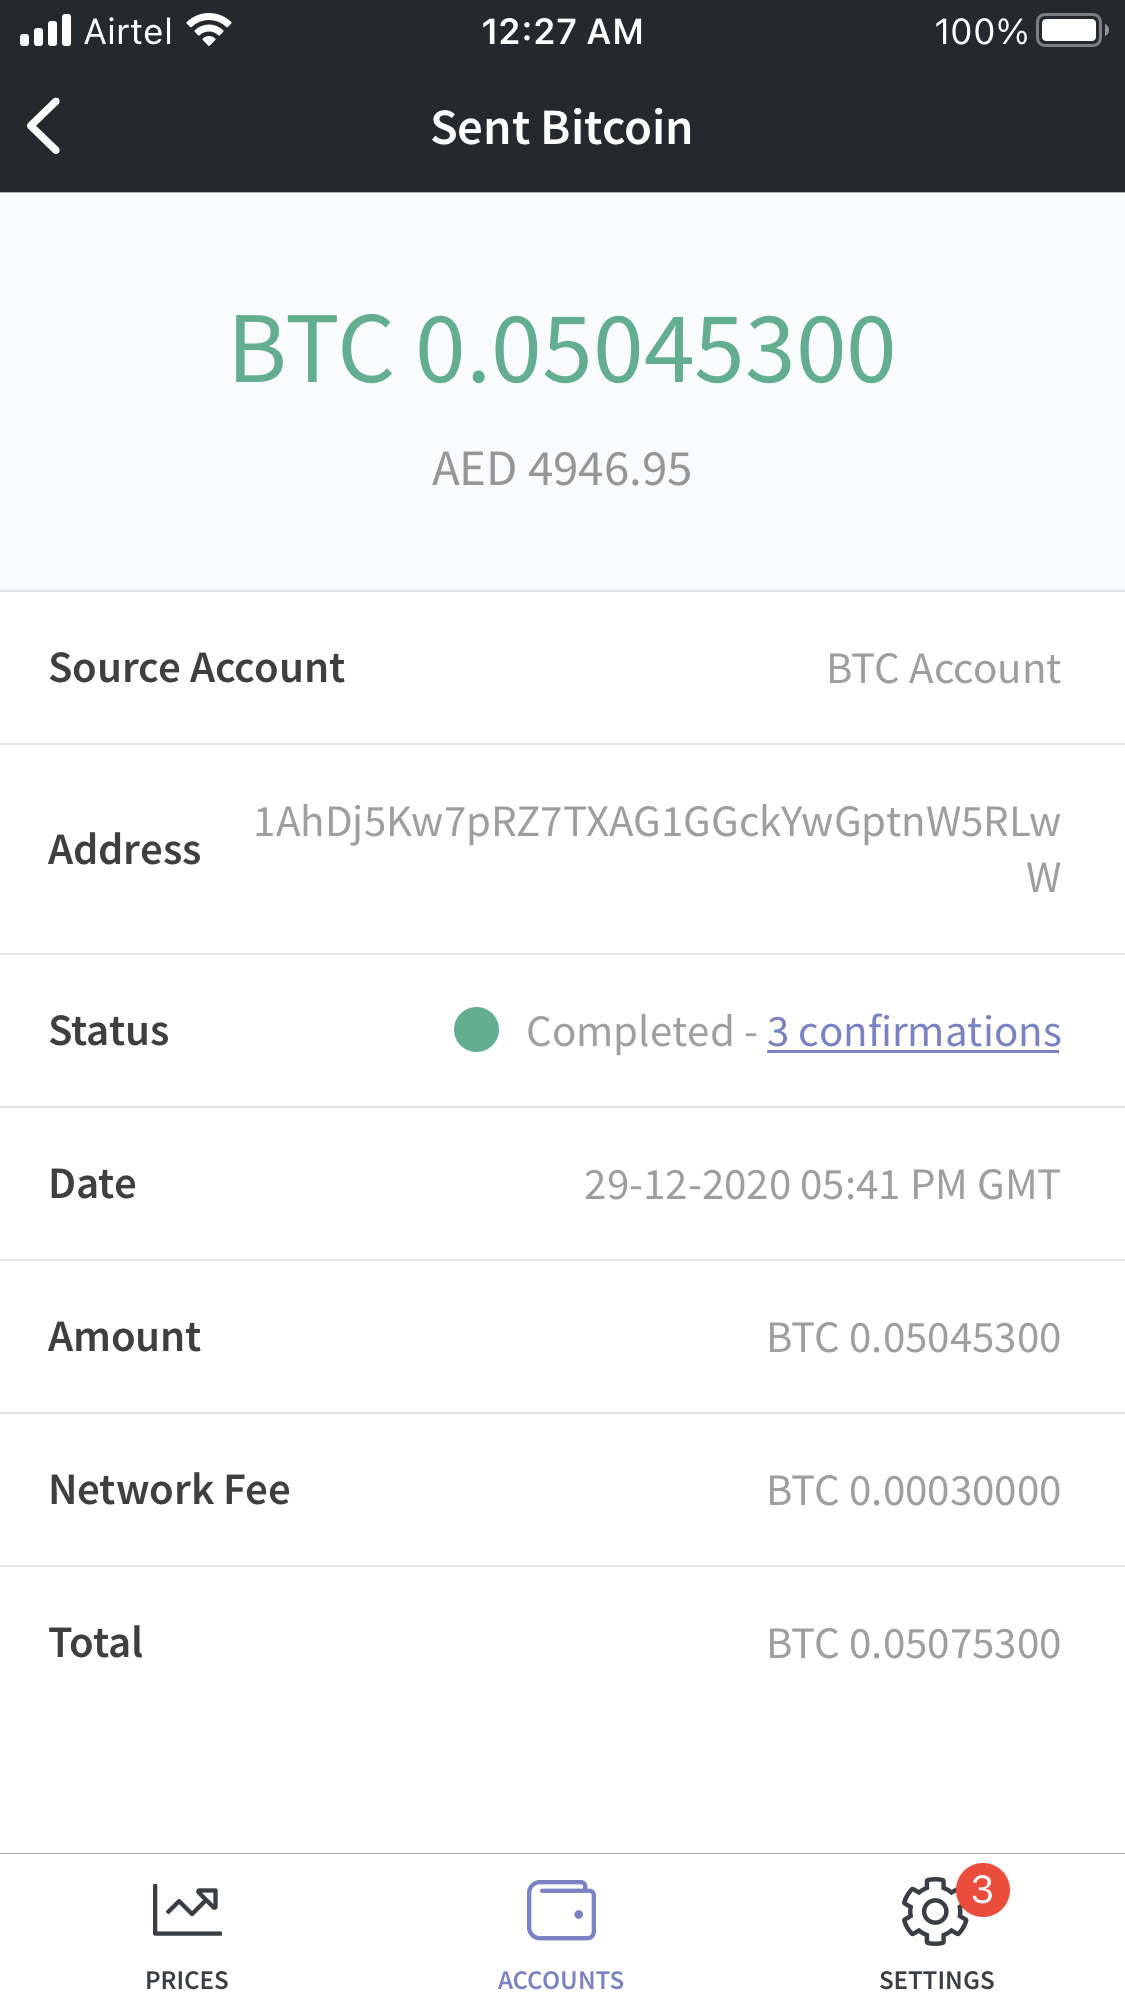 Airtel 12:27 AM 100%
Sent Bitcoin
BTC 0.05045300
AED 4946.95
Source Account BTC Account
Address 1AhDj5Kw7pRZ7TXAG1GGckYwGptnW5RLw
W
Status Completed - 3 confirmations
Date 29-12-2020 05:41 PM GMT
Amount BTC 0.05045300
Network Fee BTC 0.00030000
Total BTC 0.05075300
3
PRICES ACCOUNTS SETTINGS